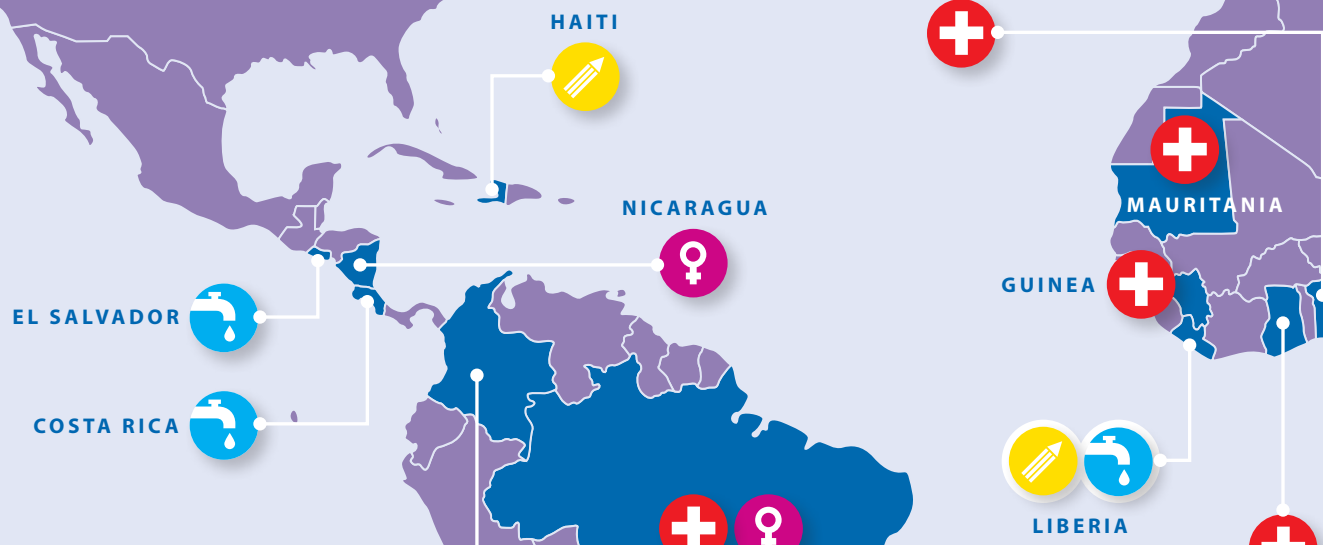 HAITI
NICARAGUA
MAURITANIA
GUINEA
EL SALVADOR
COSTA RICA
LIBERIA